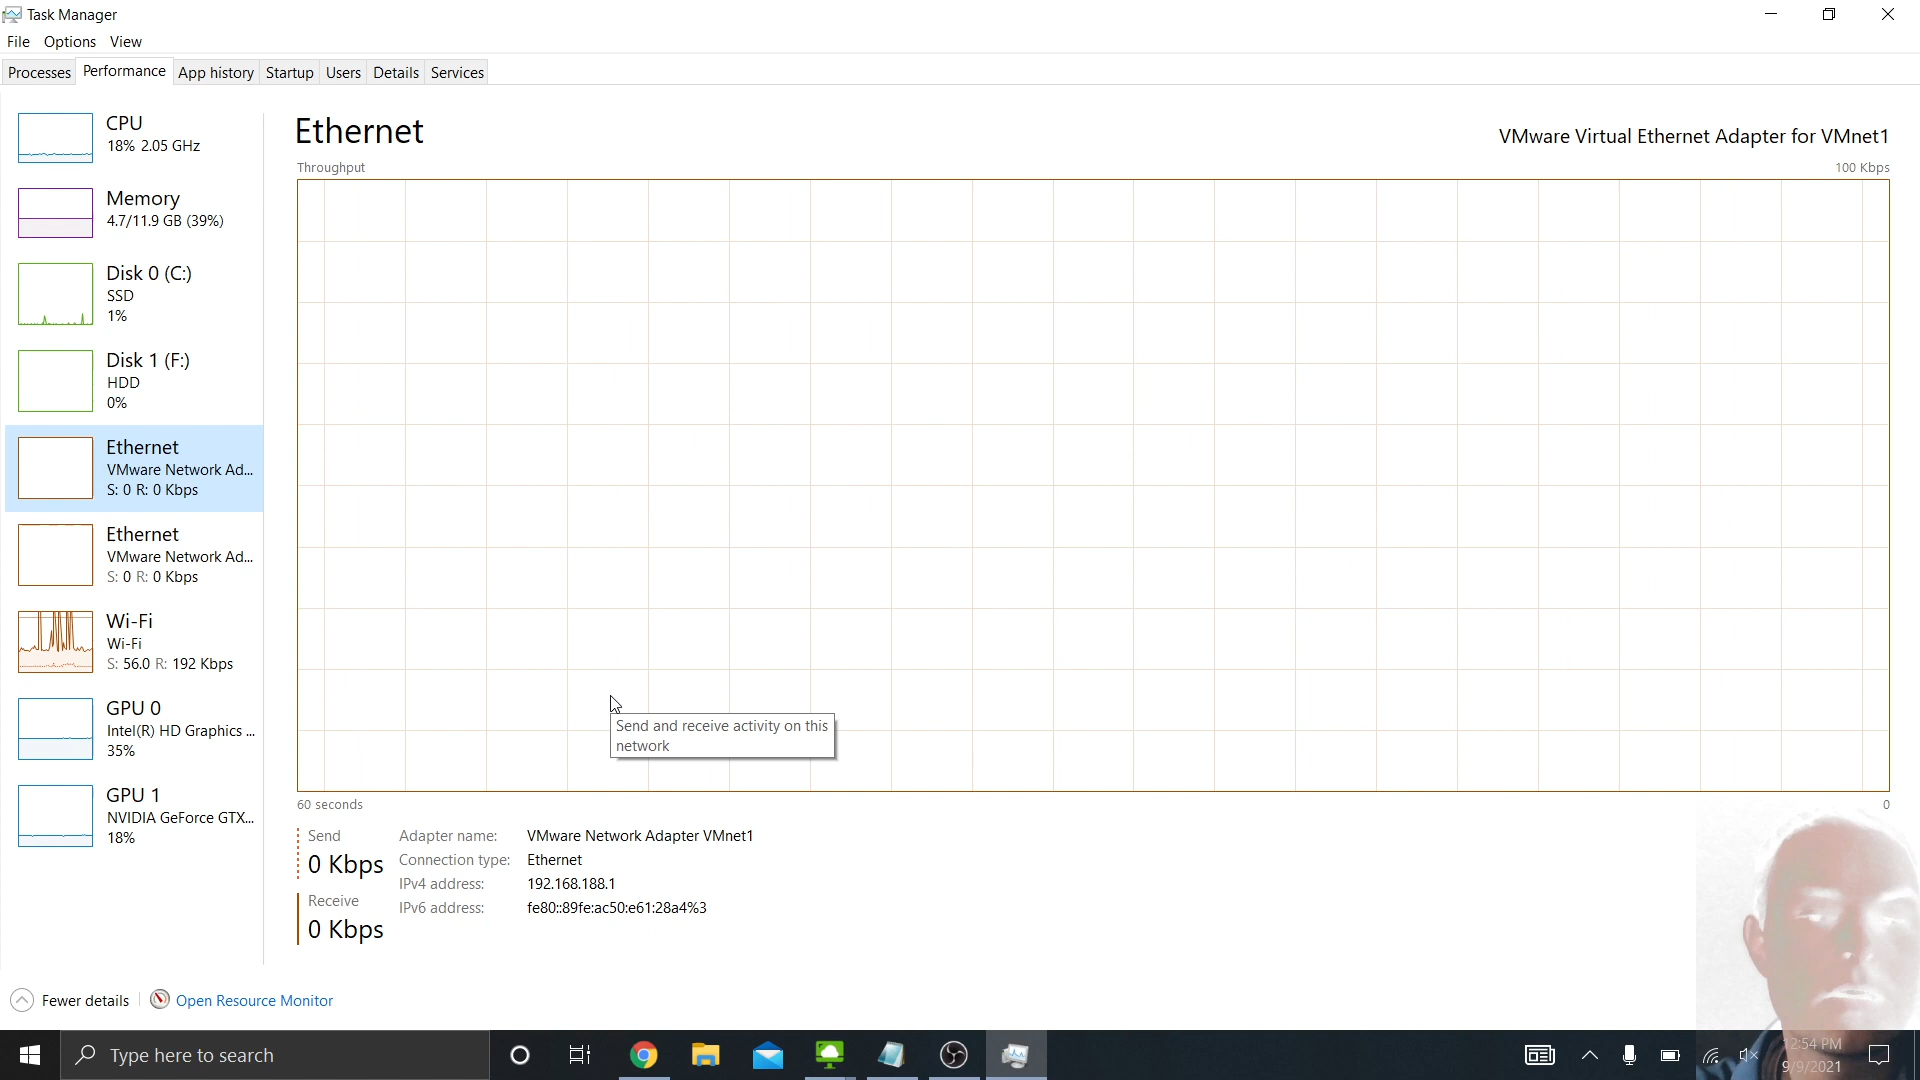 Task Manager
File Options View
Processes Performance App history Startup Users Details Services
CPU
18% 2.05 GHz
Memory
4.7/11.9 GB (39%)
Disk 0 (C:)
SSD
1%
Disk 1 (F:)
HDD
0%
Ethernet
VMware Network Ad...
S: 0 R: 0 Kbps
Ethernet
VMware Network Ad...
S: 0 R: 0 Kbps
Wi-Fi
Wi-Fi
S: 56.0 R: 192 Kbps
GPU 0
Intel(R) HD Graphics ...
35%
GPU 1
NVIDIA GeForce GTX...
18%
Ethernet
VMware Virtual Ethernet Adapter for VMnet1
Throughput
100 Kbps
Send and receive activity on this
network
60 seconds
0
Send
0 Kbps
Receive
0 Kbps
Adapter name: VMware Network Adapter VMnet1
Connection type: Ethernet
IPv4 address: 192.168.188.1
IPv6 address: fe80::89fe:ac50:e61:28a4%3
Fewer details
Open Resource Monitor
Type here to search
12:54 PM
9/9/2021